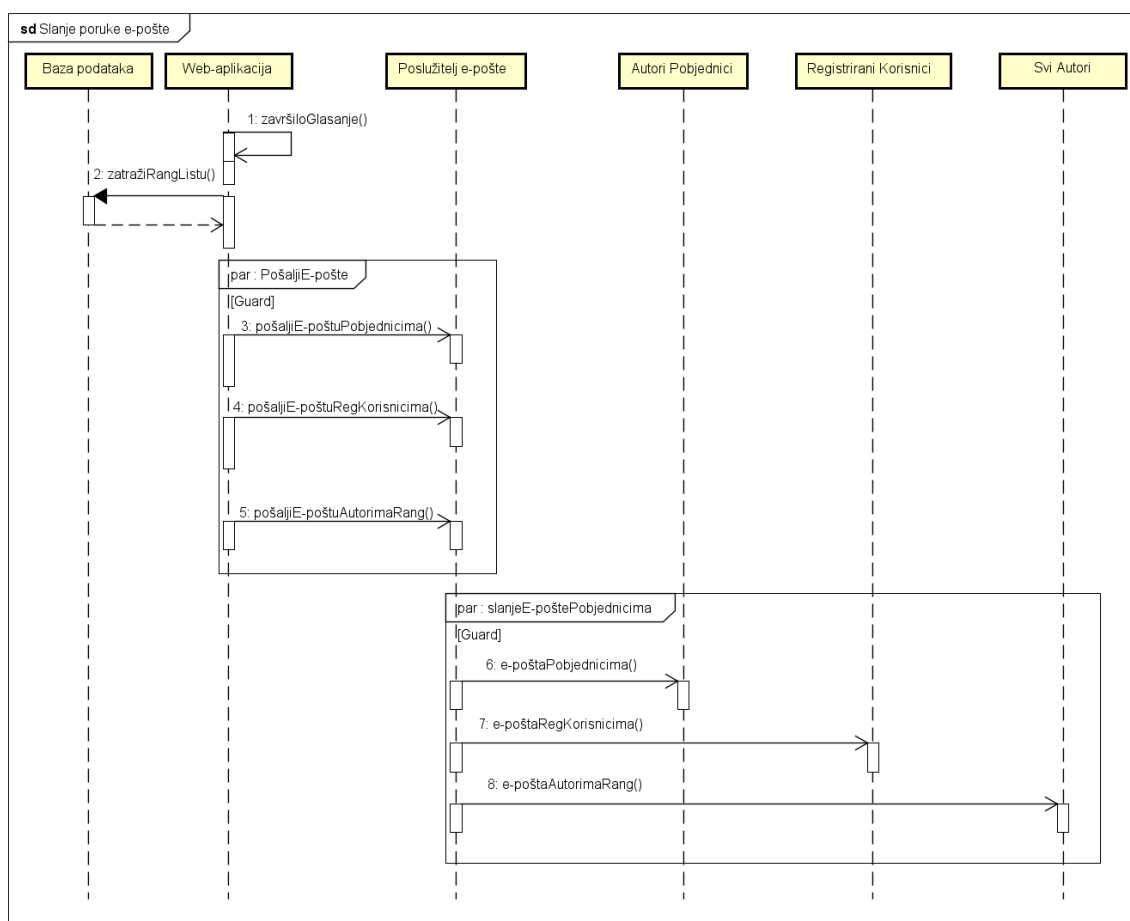 sd Slanje poruke e-pošte
Baza podataka
Web-aplikacija
Poslužitelj e-pošte
Autori Pobjednici
Registrirani Korisnici
Svi Autori
1: završiloGlasanje()
2: zatražiRangListu()
par : PošaljiE-pošte
[Guard]
3: pošaljiE-poštuPobjednicima()
4: pošaljiE-poštuRegKorisnicima()
5: pošaljiE-poštuAutorimaRang()
par : slanjeE-poštePobjednicima
[Guard]
6: e-poštaPobjednicima()
7: e-poštaRegKorisnicima()
8: e-poštaAutorimaRang()